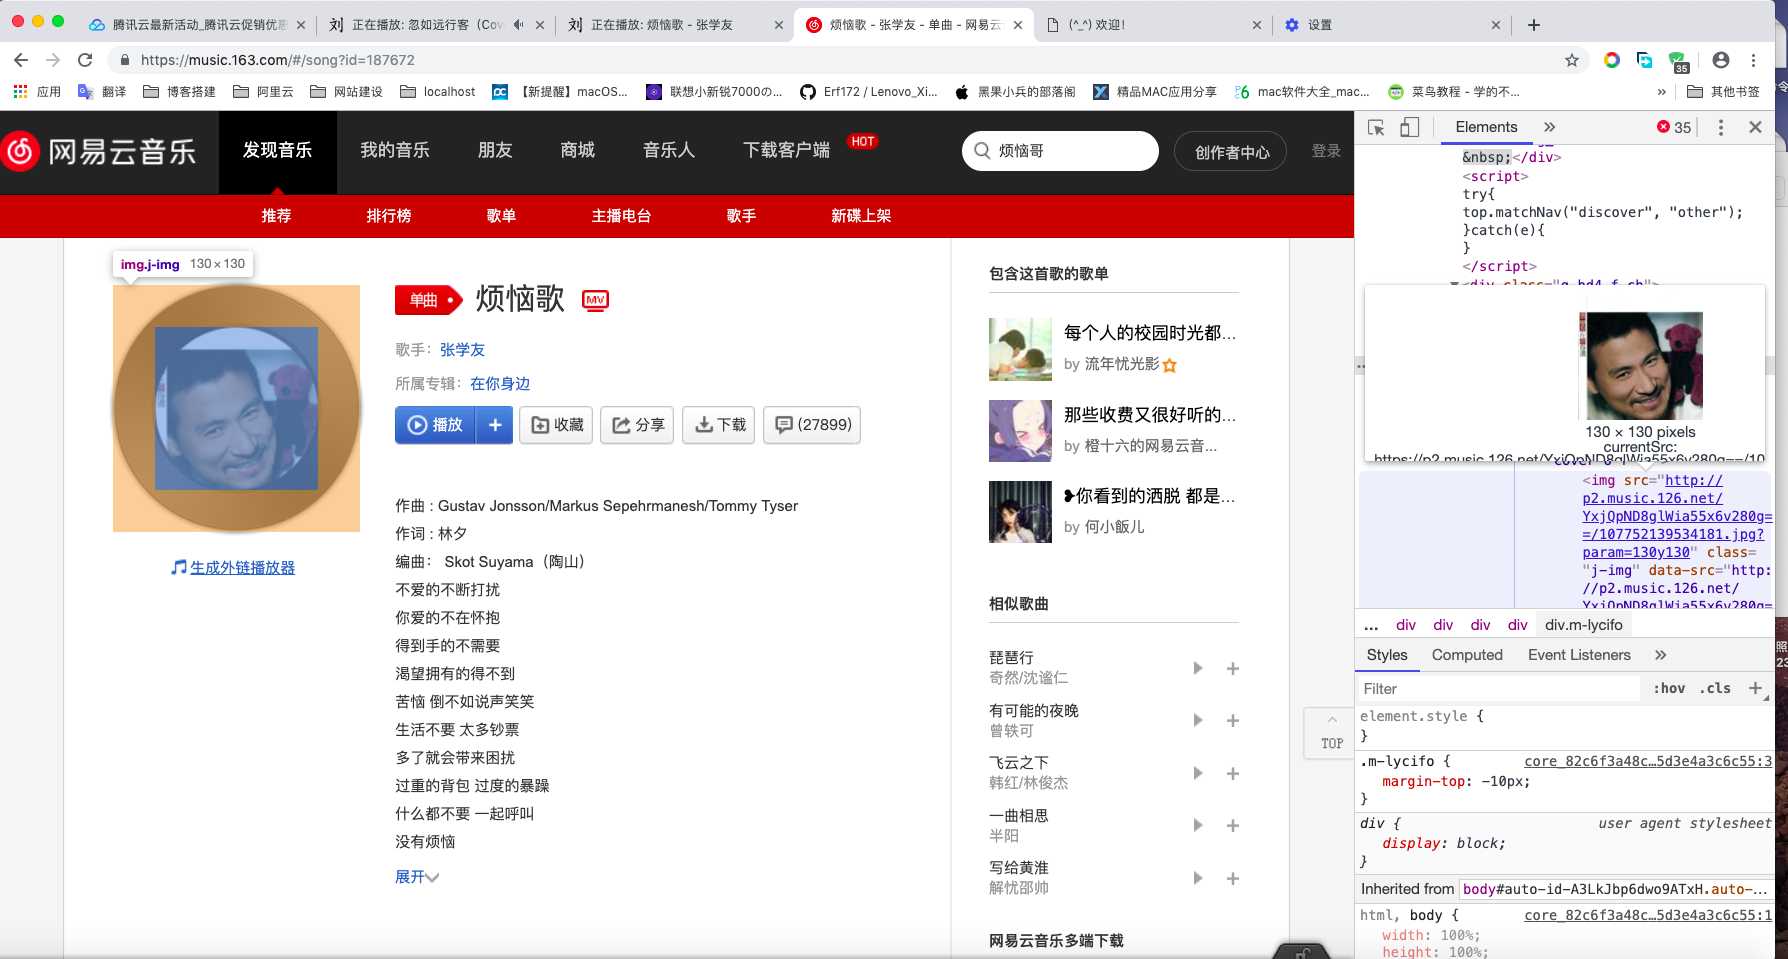 腾讯云最新活动_腾讯云促销优惠
正在播放: 忽如远行客（Cov
正在播放: 烦恼歌 - 张学友
烦恼歌 - 张学友 - 单曲 - 网易云
(^_^) 欢迎!
设置
https://music.163.com/#/song?id=187672
35
应用
翻译
博客搭建
阿里云
网站建设
localhost
【新提醒】macOS...
联想小新锐7000の...
Erf172 / Lenovo_Xi...
黑果小兵的部落阁
精品MAC应用分享
mac软件大全_mac...
菜鸟教程 - 学的不...
»
其他书签
网易云音乐
发现音乐
我的音乐
朋友
商城
音乐人
下载客户端
HOT
烦恼哥
创作者中心
登录
推荐
排行榜
歌单
主播电台
歌手
新碟上架
img.j-img 130×130
单曲
烦恼歌
MV
歌手：张学友
所属专辑：在你身边
播放
+
收藏
分享
下载
(27899)
作曲 : Gustav Jonsson/Markus Sepehrmanesh/Tommy Tyser
作词 : 林夕
编曲： Skot Suyama（陶山）
不爱的不断打扰
你爱的不在怀抱
得到手的不需要
渴望拥有的得不到
苦恼 倒不如说声笑笑
生活不要 太多钞票
多了就会带来困扰
过重的背包 过度的暴躁
什么都不要 一起呼叫
没有烦恼
展开
生成外链播放器
包含这首歌的歌单
每个人的校园时光都...
by 流年忧光影
那些收费又很好听的...
by 橙十六的网易云音...
❥你看到的洒脱 都是...
by 何小飯儿
相似歌曲
琵琶行
奇然/沈谧仁
有可能的夜晚
曾轶可
飞云之下
韩红/林俊杰
一曲相思
半阳
写给黄淮
解忧邵帅
网易云音乐多端下载
TOP
Elements
»
35
&nbsp;</div>
<script>
try{
top.matchNav("discover", "other");
}catch(e){
}
</script>
<div class="g-bd4 f-cb">
130 × 130 pixels
currentSrc:
https://p2.music.126.net/YxjQpND8glWia55x6v280g==/10
<img src="http://
p2.music.126.net/
YxjQpND8glWia55x6v280g=
=/107752139534181.jpg?
param=130y130" class=
"j-img" data-src="http:
//p2.music.126.net/
YxjQpND8glWia55x6v280g=
... div div div div div.m-lycifo
Styles
Computed
Event Listeners
»
Filter
:hov .cls +
element.style {
}
.m-lycifo { core_82c6f3a48c…5d3e4a3c6c55:3
margin-top: -10px;
}
div { user agent stylesheet
display: block;
}
Inherited from body#auto-id-A3LkJbp6dwo9ATxH.auto-...
html, body { core_82c6f3a48c…5d3e4a3c6c55:1
width: 100%;
height: 100%;